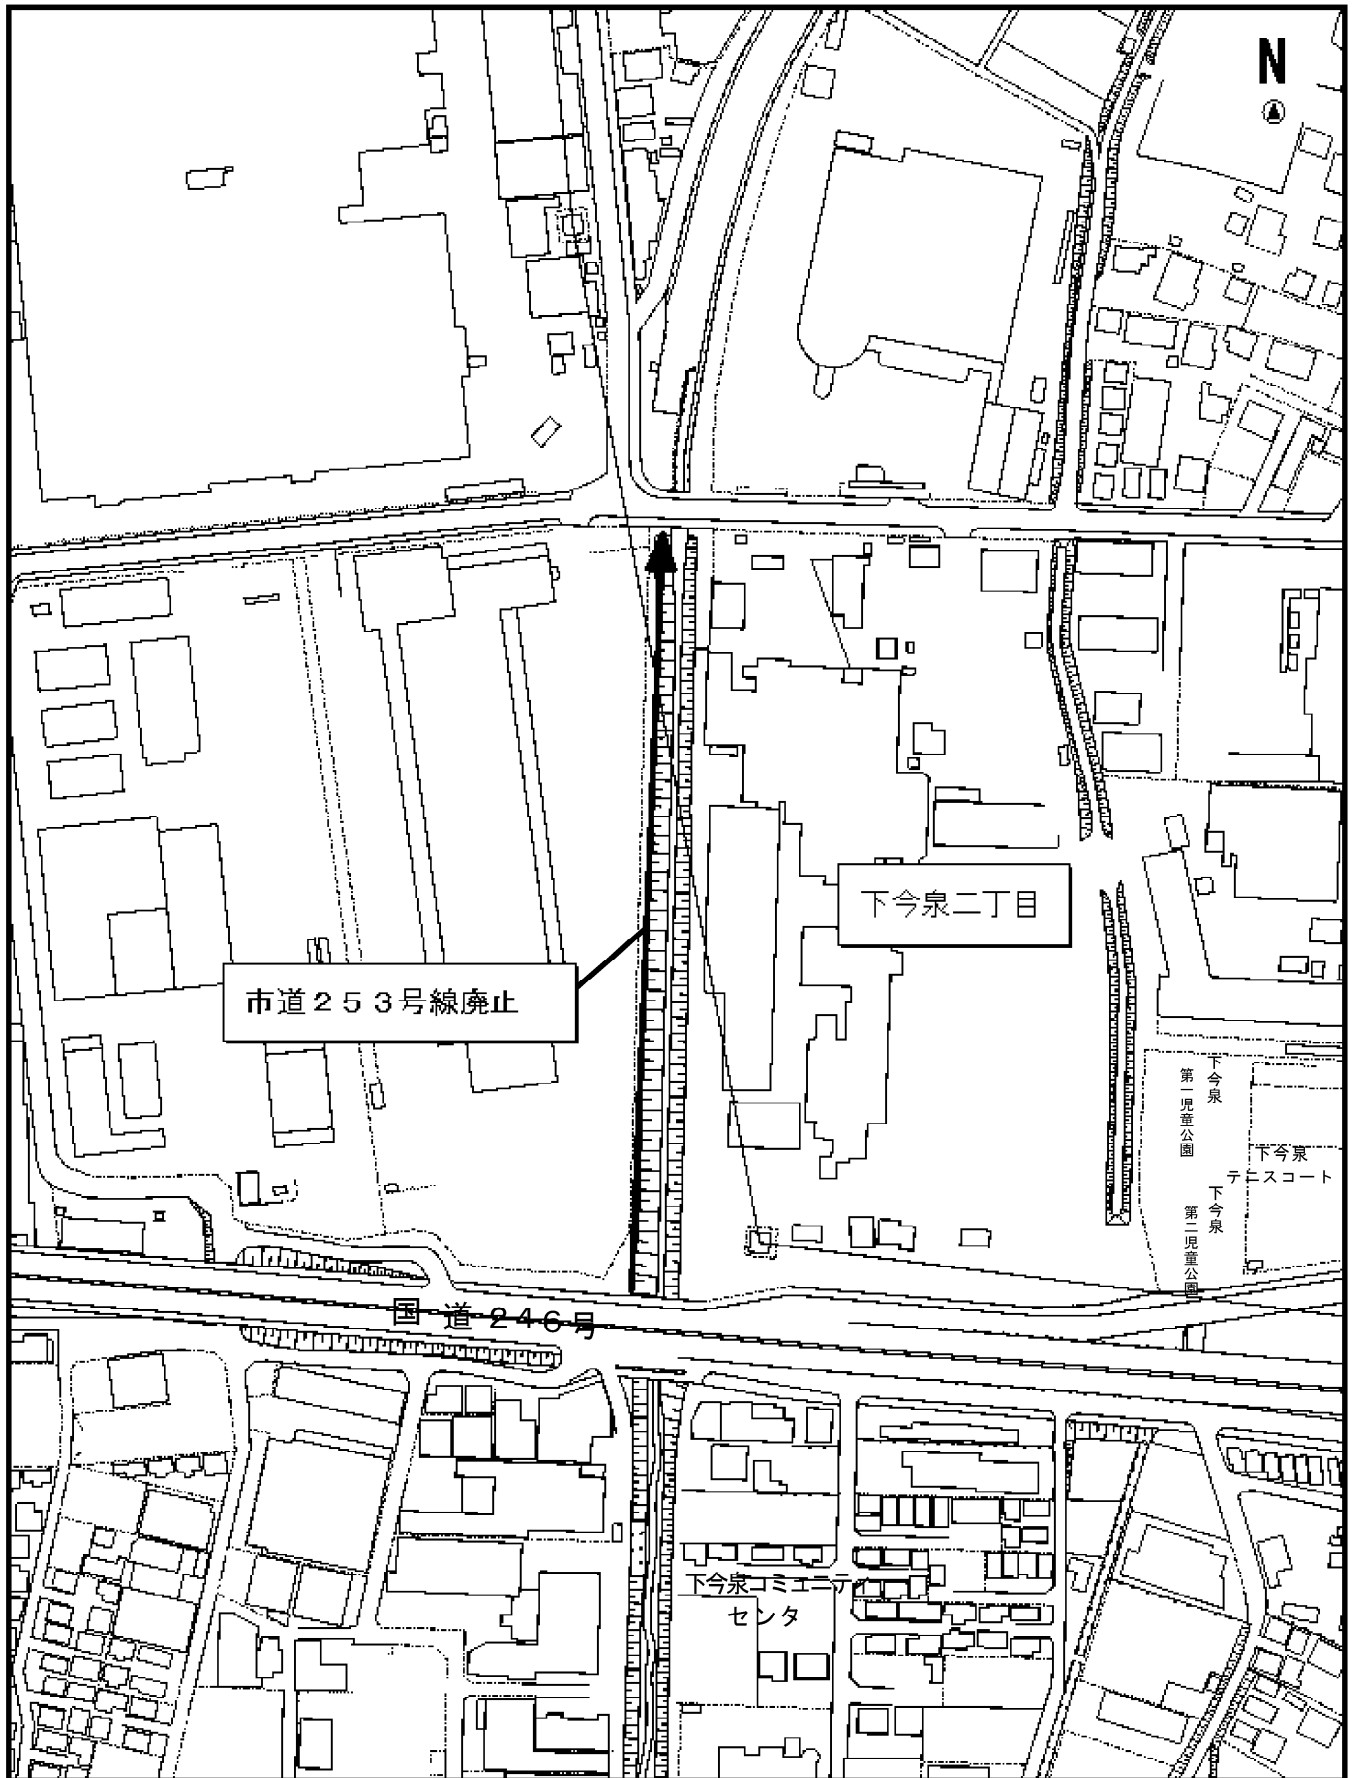 N
下今泉二丁目
市道２５３号線廃止
下今泉
第一児童公園
下今泉
テニスコート
下今泉
第二児童公園
国道２４６号
下今泉コミュニティ
センタ